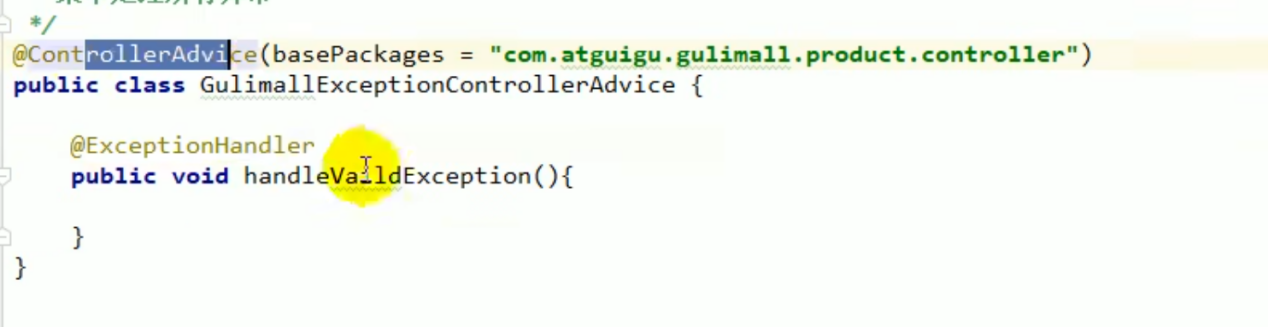 */
@ControllerAdvice(basePackages = "com.atguigu.gulimall.product.controller")
public class GulimallExceptionControllerAdvice {
@ExceptionHandler
public void handleVaildException(){
}
}